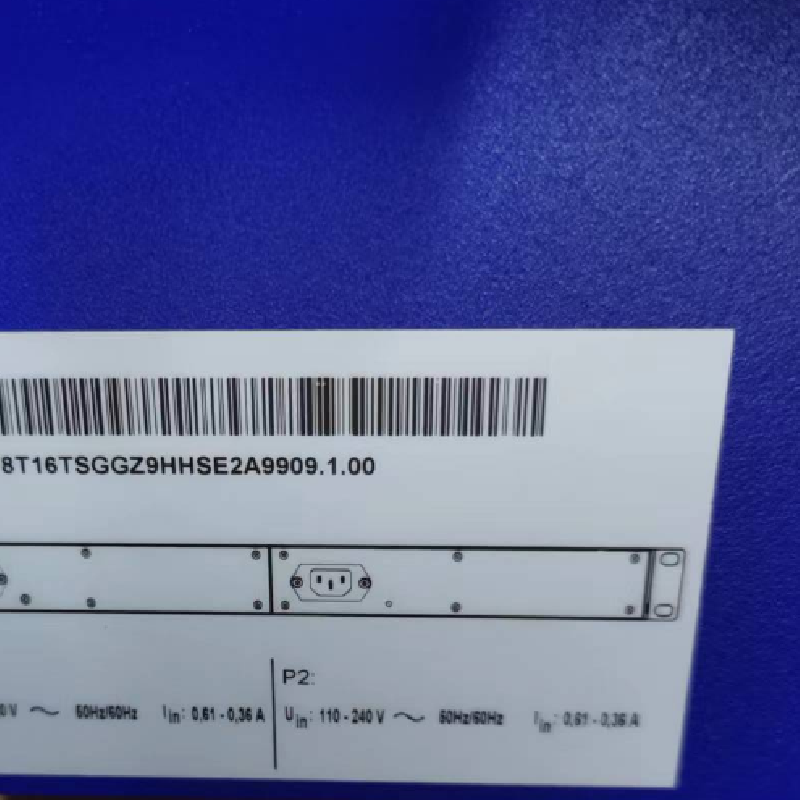 8T16TSGGZ9HHSE2A9909.1.00
P2:
0 V ~ 50Hz/60Hz Iin: 0,61 - 0,36 A
Uin: 110 - 240 V ~ 50Hz/60Hz Iin: 0,61 - 0,36 A